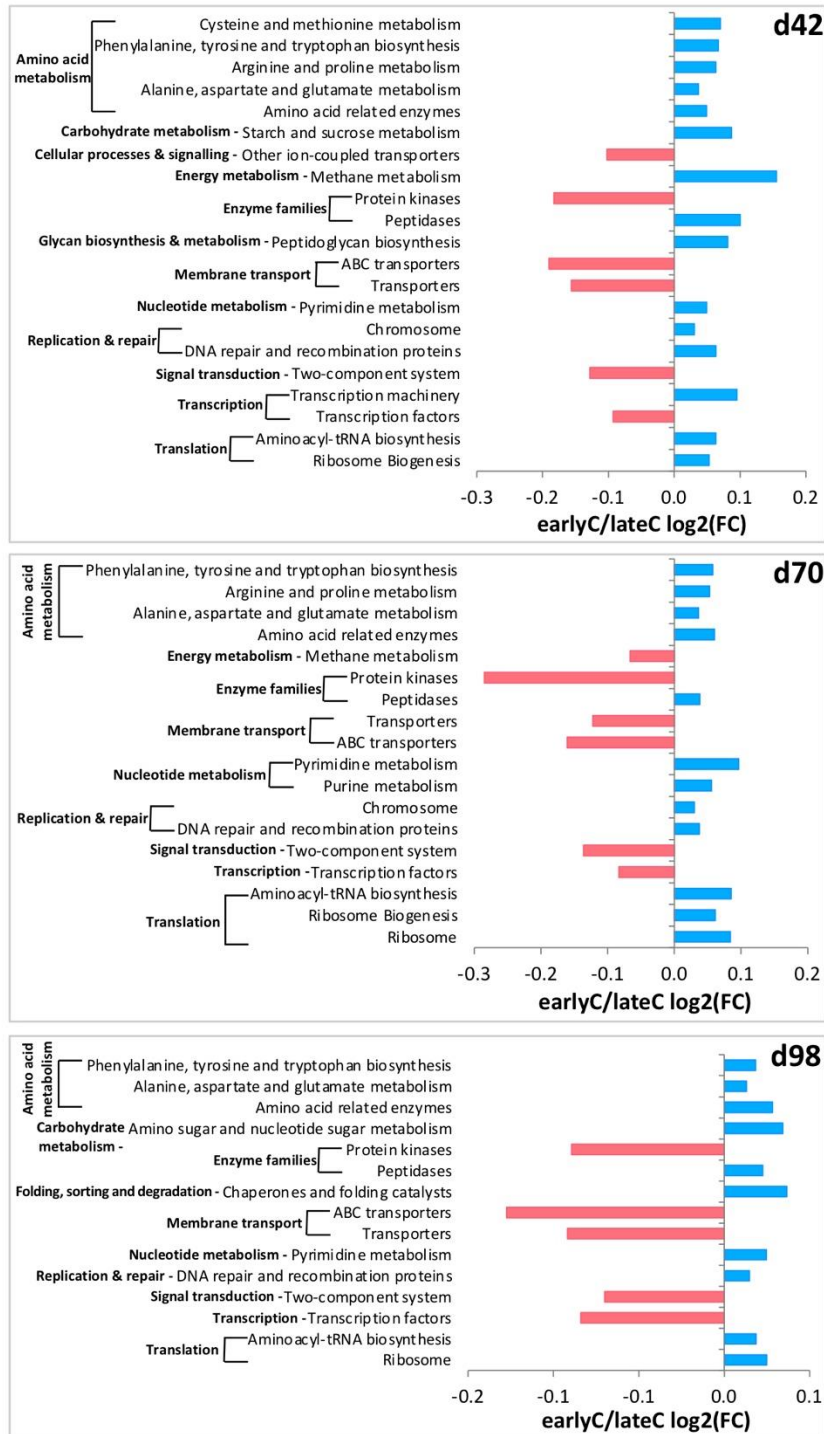 d42
Cysteine and methionine metabolism
Phenylalanine, tyrosine and tryptophan biosynthesis
Amino acid metabolism
Arginine and proline metabolism
Alanine, aspartate and glutamate metabolism
Amino acid related enzymes
Carbohydrate metabolism - Starch and sucrose metabolism
Cellular processes & signalling - Other ion-coupled transporters
Energy metabolism - Methane metabolism
Enzyme families
Protein kinases
Peptidases
Glycan biosynthesis & metabolism - Peptidoglycan biosynthesis
Membrane transport
ABC transporters
Transporters
Nucleotide metabolism - Pyrimidine metabolism
Replication & repair
Chromosome
DNA repair and recombination proteins
Signal transduction - Two-component system
Transcription
Transcription machinery
Transcription factors
Translation
Aminoacyl-tRNA biosynthesis
Ribosome Biogenesis
-0.3 -0.2 -0.1 0.0 0.1 0.2
earlyC/lateC log2(FC)
d70
Amino acid metabolism
Phenylalanine, tyrosine and tryptophan biosynthesis
Arginine and proline metabolism
Alanine, aspartate and glutamate metabolism
Amino acid related enzymes
Energy metabolism - Methane metabolism
Enzyme families
Protein kinases
Peptidases
Membrane transport
Transporters
ABC transporters
Nucleotide metabolism
Pyrimidine metabolism
Purine metabolism
Replication & repair
Chromosome
DNA repair and recombination proteins
Signal transduction - Two-component system
Transcription - Transcription factors
Translation
Aminoacyl-tRNA biosynthesis
Ribosome Biogenesis
Ribosome
-0.3 -0.2 -0.1 0.0 0.1 0.2
earlyC/lateC log2(FC)
d98
Amino acid metabolism
Phenylalanine, tyrosine and tryptophan biosynthesis
Alanine, aspartate and glutamate metabolism
Amino acid related enzymes
Carbohydrate metabolism - Amino sugar and nucleotide sugar metabolism
Enzyme families
Protein kinases
Peptidases
Folding, sorting and degradation - Chaperones and folding catalysts
Membrane transport
ABC transporters
Transporters
Nucleotide metabolism - Pyrimidine metabolism
Replication & repair - DNA repair and recombination proteins
Signal transduction - Two-component system
Transcription - Transcription factors
Translation
Aminoacyl-tRNA biosynthesis
Ribosome
-0.2 -0.1 -0.1 0.0 0.1
earlyC/lateC log2(FC)